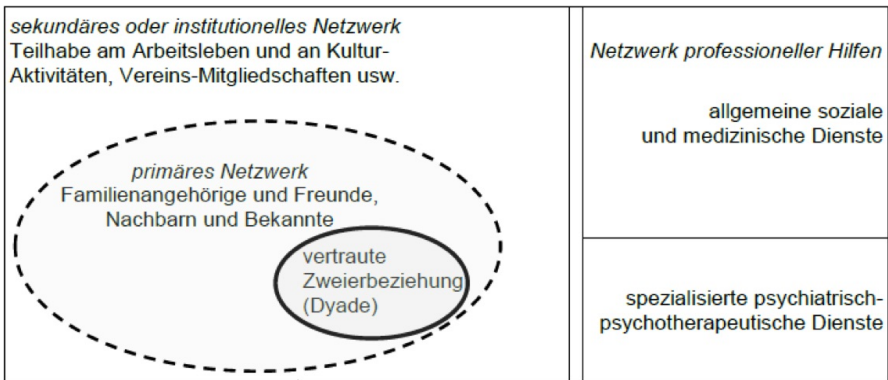 sekundäres oder institutionelles Netzwerk
Teilhabe am Arbeitsleben und an Kultur-
Aktivitäten, Vereins-Mitgliedschaften usw.
primäres Netzwerk
Familienangehörige und Freunde,
Nachbarn und Bekannte
vertraute
Zweierbeziehung
(Dyade)
Netzwerk professioneller Hilfen
allgemeine soziale
und medizinische Dienste
spezialisierte psychiatrisch-
psychotherapeutische Dienste